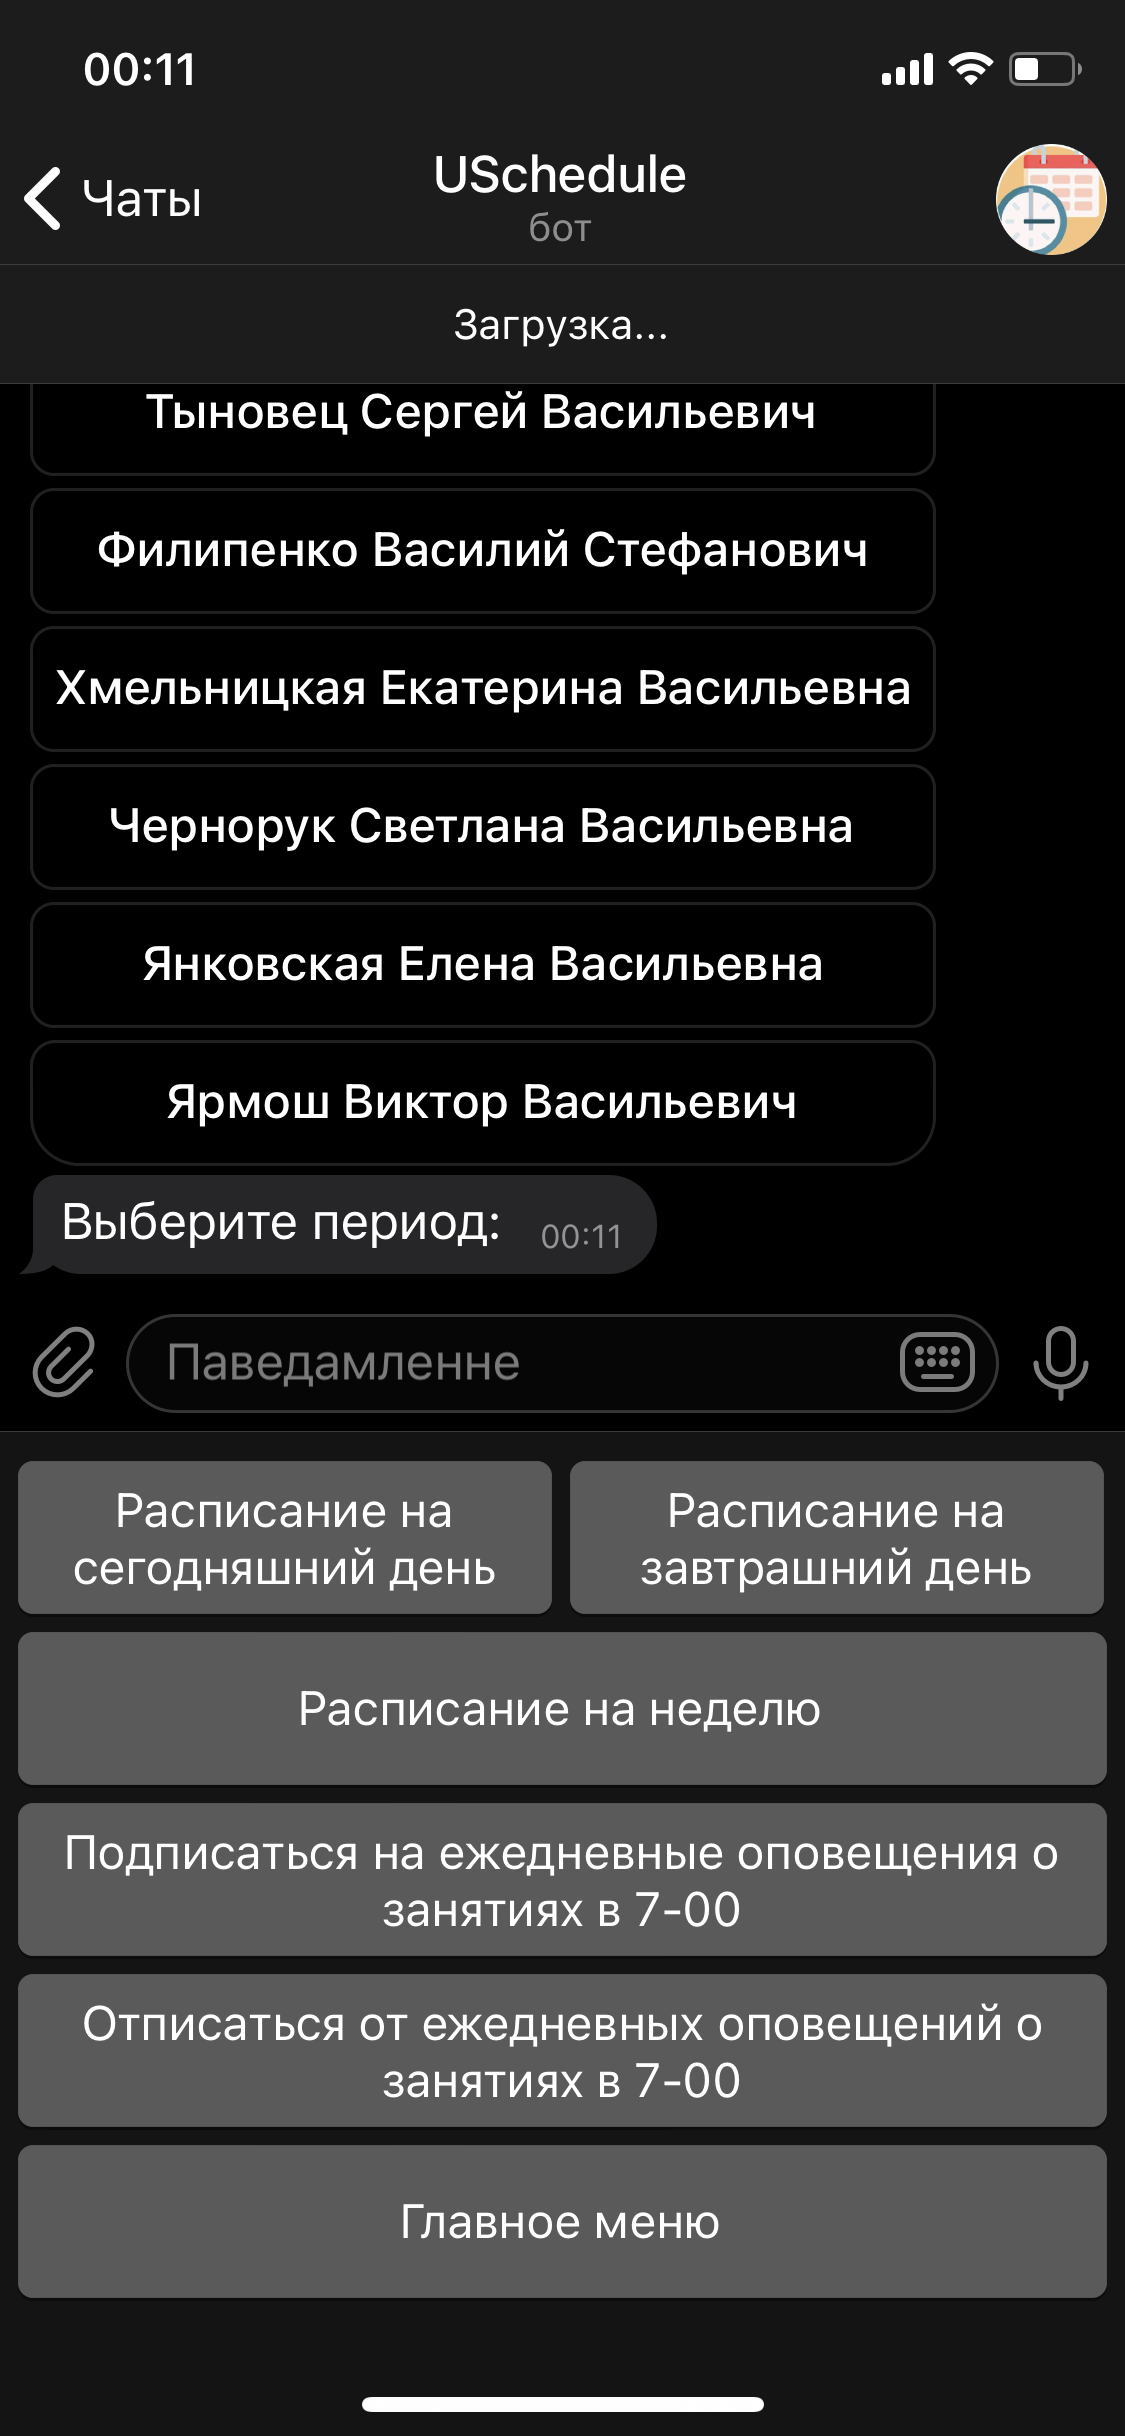 00:11
Чаты
USchedule
бот
Загрузка...
Тыновец Сергей Васильевич
Филипенко Василий Стефанович
Хмельницкая Екатерина Васильевна
Чернорук Светлана Васильевна
Янковская Елена Васильевна
Ярмош Виктор Васильевич
Выберите период: 00:11
Паведамленне
Расписание на
сегодняшний день
Расписание на
завтрашний день
Расписание на неделю
Подписаться на ежедневные оповещения о
занятиях в 7-00
Отписаться от ежедневных оповещений о
занятиях в 7-00
Главное меню